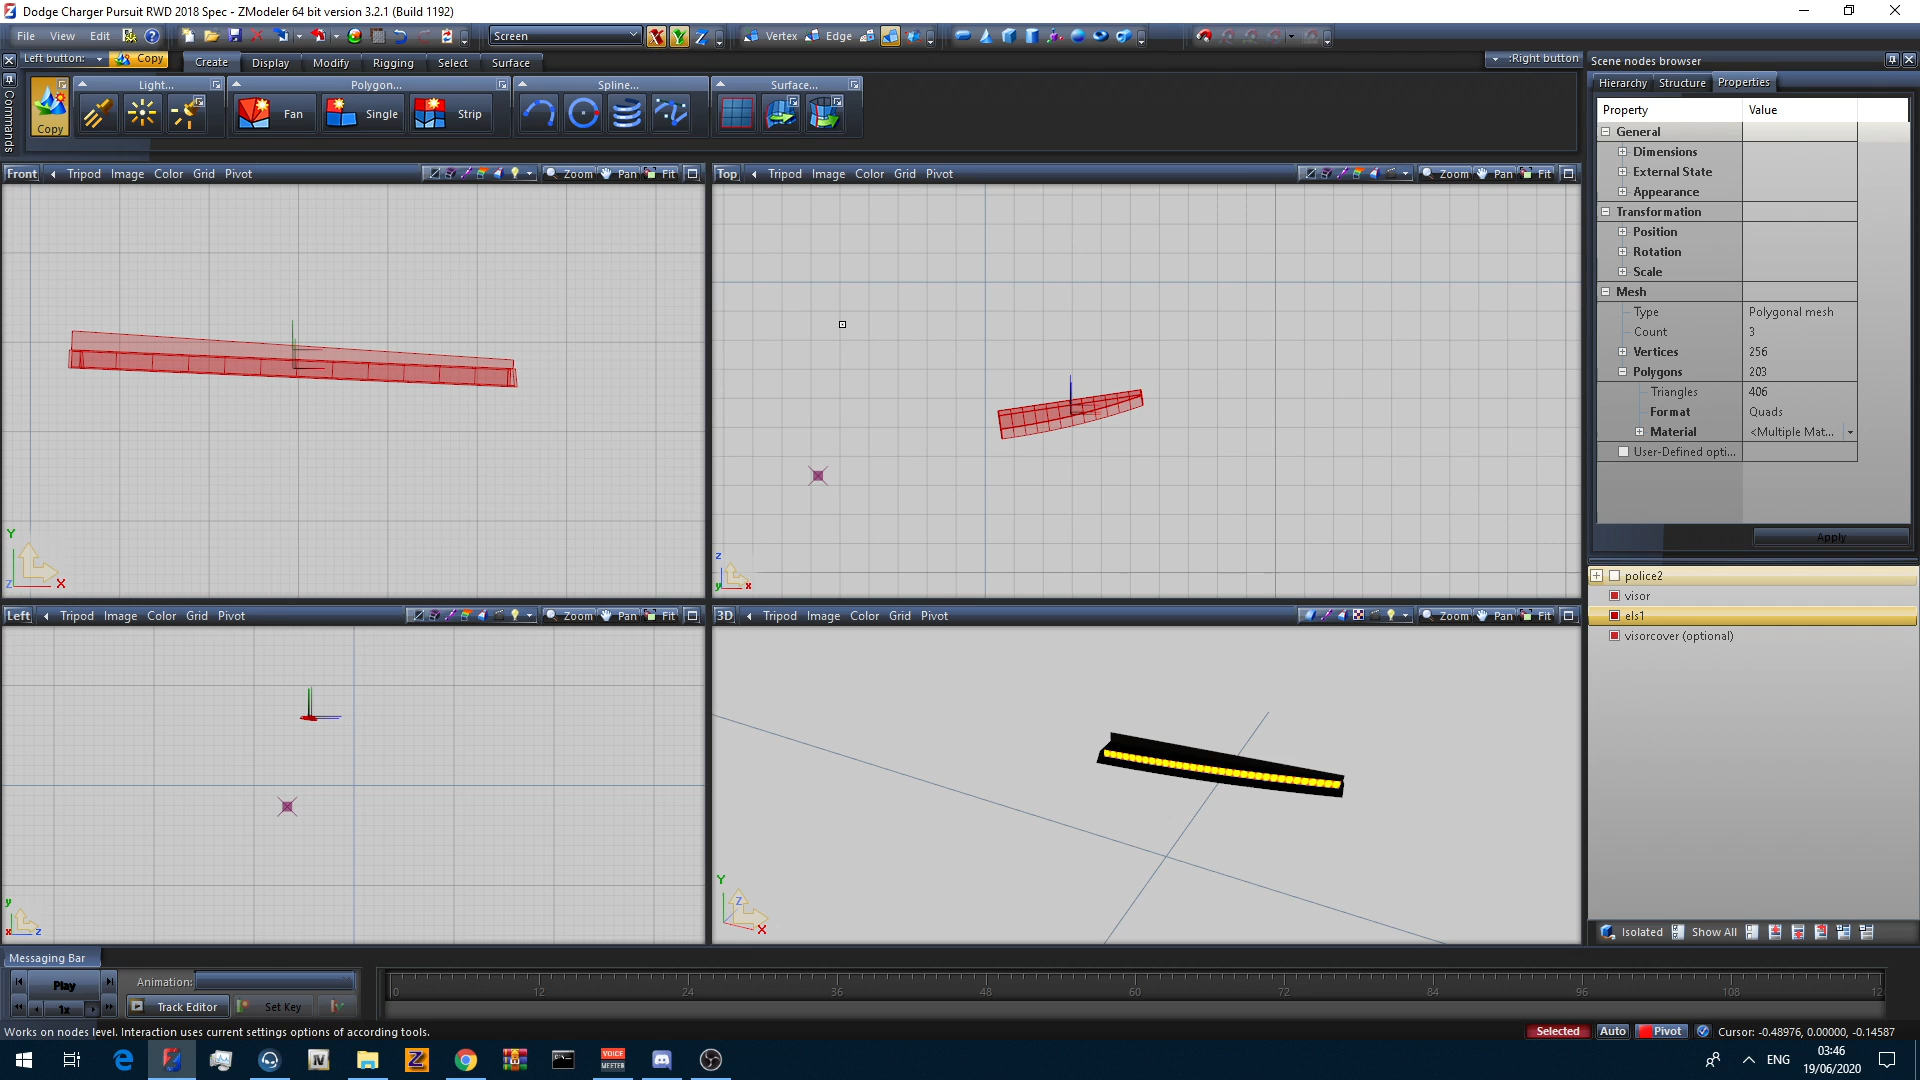 Dodge Charger Pursuit RWD 2018 Spec - ZModeler 64 bit version 3.2.1 (Build 1192)
File View Edit Screen X Y Z Vertex Edge
Left button: Copy Create Display Modify Rigging Select Surface :Right button
Commands
Copy
Light... Polygon... Spline... Surface...
Fan Single Strip
Front Tripod Image Color Grid Pivot Zoom Pan Fit
Top Tripod Image Color Grid Pivot Zoom Pan Fit
Y
Z X
z
y x
Left Tripod Image Color Grid Pivot Zoom Pan Fit
3D Tripod Image Color Grid Pivot Zoom Pan Fit
y
x z
Y
Z
X
Scene nodes browser
Hierarchy Structure Properties
Property Value
General
Dimensions
External State
Appearance
Transformation
Position
Rotation
Scale
Mesh
Type Polygonal mesh
Count 3
Vertices 256
Polygons 203
Triangles 406
Format Quads
Material <Multiple Mat...
User-Defined opti...
Apply
police2
visor
els1
visorcover (optional)
Isolated Show All
Messaging Bar
Play Animation:
1x Track Editor Set Key
0 12 24 36 48 60 72 84 96 108 12
Works on nodes level. Interaction uses current settings options of according tools.
Selected Auto Pivot Cursor: -0.48976, 0.00000, -0.14587
IV Z VOICE MEETER
ENG
03:46
19/06/2020